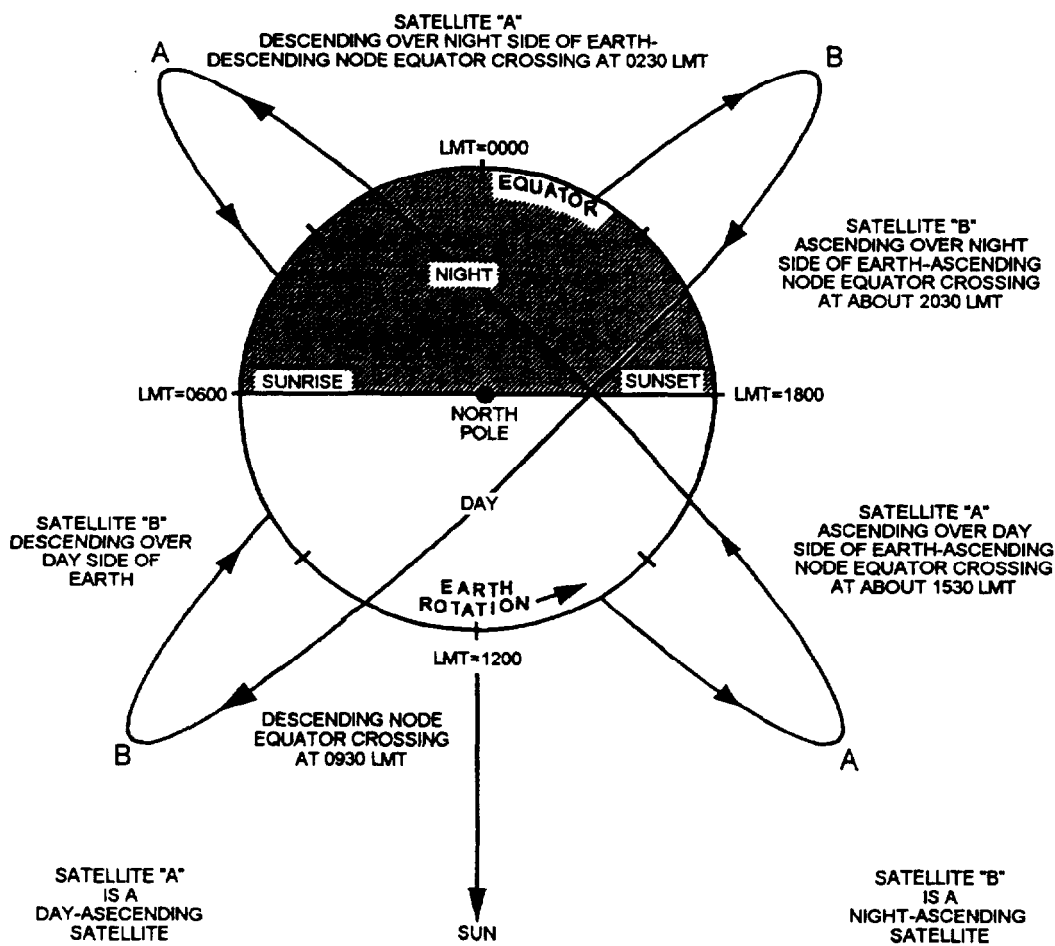 SATELLITE "A"
DESCENDING OVER NIGHT SIDE OF EARTH-
DESCENDING NODE EQUATOR CROSSING AT 0230 LMT
A
B
LMT=0000
EQUATOR
SATELLITE "B"
ASCENDING OVER NIGHT
SIDE OF EARTH-ASCENDING
NODE EQUATOR CROSSING
AT ABOUT 2030 LMT
NIGHT
LMT=0600
SUNRISE
SUNSET
LMT=1800
NORTH
POLE
DAY
SATELLITE "B"
DESCENDING OVER
DAY SIDE OF
EARTH
SATELLITE "A"
ASCENDING OVER DAY
SIDE OF EARTH-ASCENDING
NODE EQUATOR CROSSING
AT ABOUT 1530 LMT
EARTH
ROTATION
LMT=1200
DESCENDING NODE
EQUATOR CROSSING
AT 0930 LMT
B
A
SATELLITE "A"
IS A
DAY-ASECENDING
SATELLITE
SUN
SATELLITE "B"
IS A
NIGHT-ASCENDING
SATELLITE